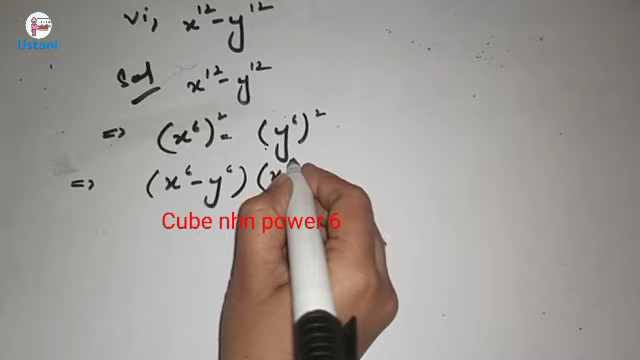 vi, x¹² - y¹²
Ustani
Sol x¹² - y¹²
=> (x⁶)² = (y⁶)²
=> (x⁶ - y⁶) (x
Cube nhn power 6